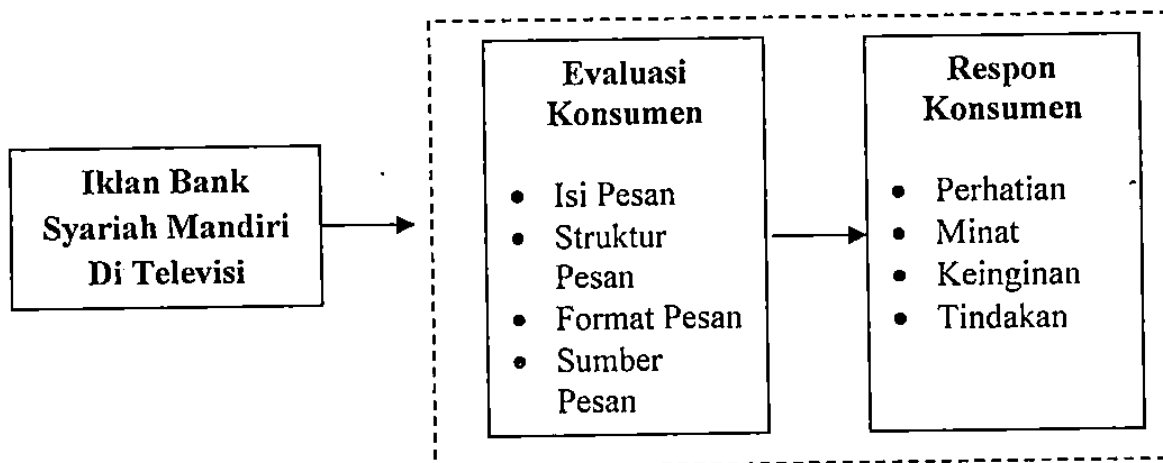 Iklan Bank
Syariah Mandiri
Di Televisi
Evaluasi
Konsumen
• Isi Pesan
• Struktur
Pesan
• Format Pesan
• Sumber
Pesan
Respon
Konsumen
• Perhatian
• Minat
• Keinginan
• Tindakan